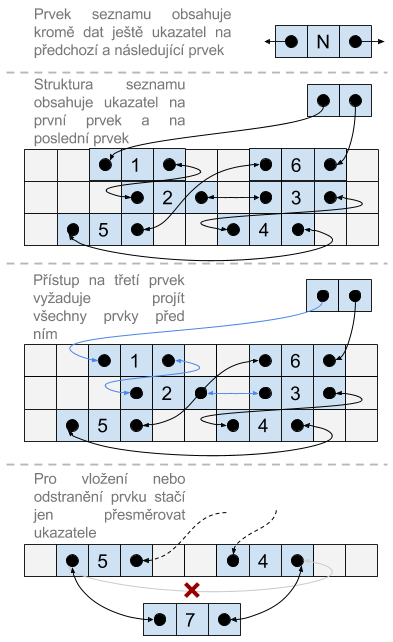 Prvek seznamu obsahuje
kromě dat ještě ukazatel na
předchozí a následující prvek
N
Struktura seznamu
obsahuje ukazatel na
první prvek a na
poslední prvek
1 6
2 3
5 4
Přístup na třetí prvek
vyžaduje projít
všechny prvky před
ním
1 6
2 3
5 4
Pro vložení nebo
odstranění prvku stačí
jen přesměrovat
ukazatele
5 4
7